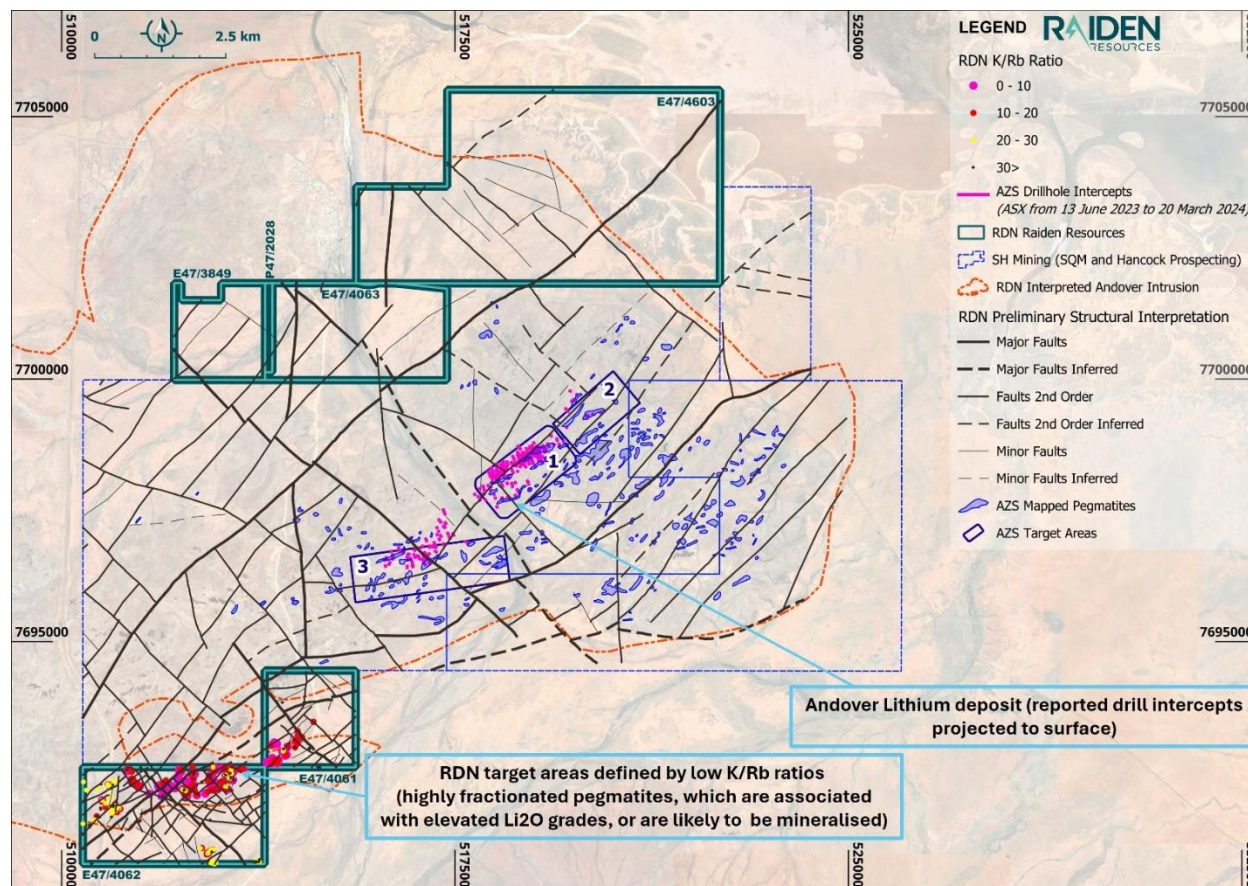 510000
517500
525000
0
N
2.5 km
7705000
7705000
E47/4603
P47/2028
E47/3849
E47/4063
7700000
7700000
2
1
3
7695000
7695000
E47/4061
E47/4062
510000
517500
525000
LEGEND
RAIDEN
RESOURCES
RDN K/Rb Ratio
0 - 10
10 - 20
20 - 30
30>
AZS Drillhole Intercepts
(ASX from 13 June 2023 to 20 March 2024)
RDN Raiden Resources
SH Mining (SQM and Hancock Prospecting)
RDN Interpreted Andover Intrusion
RDN Preliminary Structural Interpretation
Major Faults
Major Faults Inferred
Faults 2nd Order
Faults 2nd Order Inferred
Minor Faults
Minor Faults Inferred
AZS Mapped Pegmatites
AZS Target Areas
Andover Lithium deposit (reported drill intercepts
projected to surface)
RDN target areas defined by low K/Rb ratios
(highly fractionated pegmatites, which are associated
with elevated Li2O grades, or are likely to be mineralised)